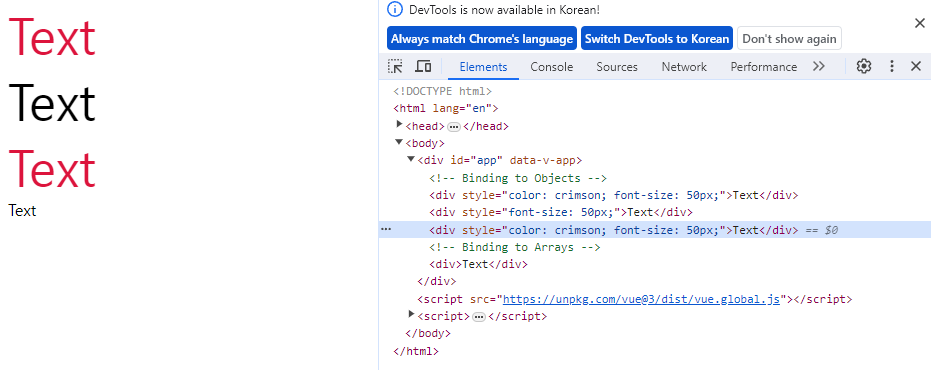 Text
Text
Text
Text
DevTools is now available in Korean!
Always match Chrome's language Switch DevTools to Korean Don't show again
Elements Console Sources Network Performance
<!DOCTYPE html>
<html lang="en">
<head> ••• </head>
<body>
<div id="app" data-v-app>
<!-- Binding to Objects -->
<div style="color: crimson; font-size: 50px;">Text</div>
<div style="font-size: 50px;">Text</div>
<div style="color: crimson; font-size: 50px;">Text</div> == $0
<!-- Binding to Arrays -->
<div>Text</div>
</div>
<script src="https://unpkg.com/vue@3/dist/vue.global.js"></script>
<script> ••• </script>
</body>
</html>